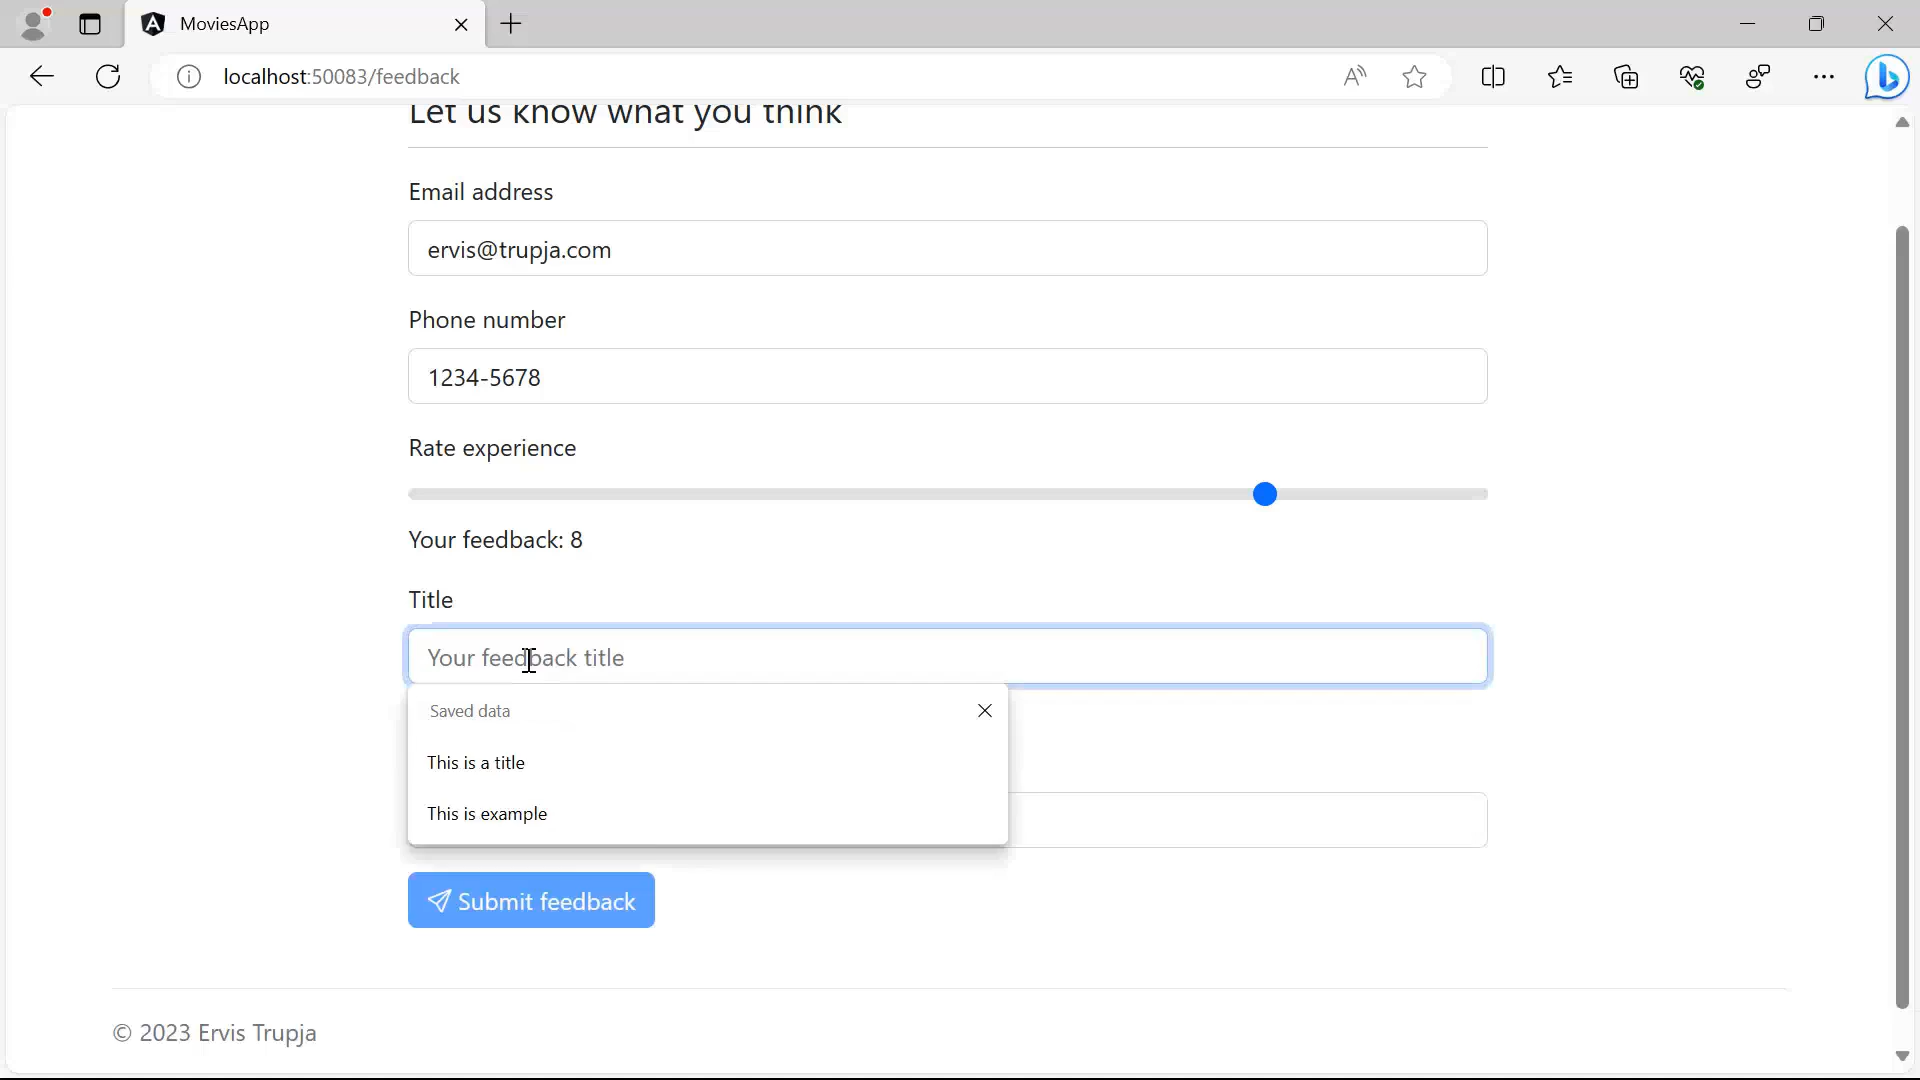 MoviesApp
localhost:50083/feedback
Let us know what you think
Email address
ervis@trupja.com
Phone number
1234-5678
Rate experience
Your feedback: 8
Title
Your feedback title
Saved data
This is a title
This is example
Submit feedback
© 2023 Ervis Trupja